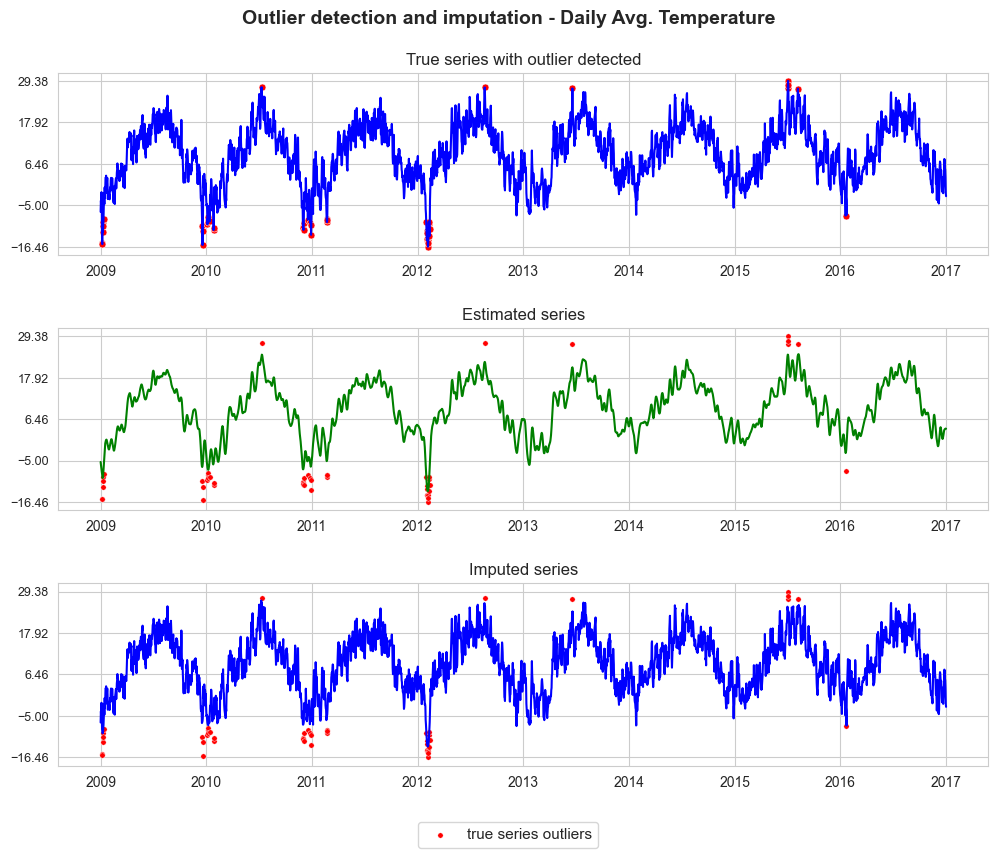 Outlier detection and imputation - Daily Avg. Temperature
True series with outlier detected
29.38
17.92
6.46
−5.00
−16.46
2009 2010 2011 2012 2013 2014 2015 2016 2017
Estimated series
29.38
17.92
6.46
−5.00
−16.46
2009 2010 2011 2012 2013 2014 2015 2016 2017
Imputed series
29.38
17.92
6.46
−5.00
−16.46
2009 2010 2011 2012 2013 2014 2015 2016 2017
true series outliers